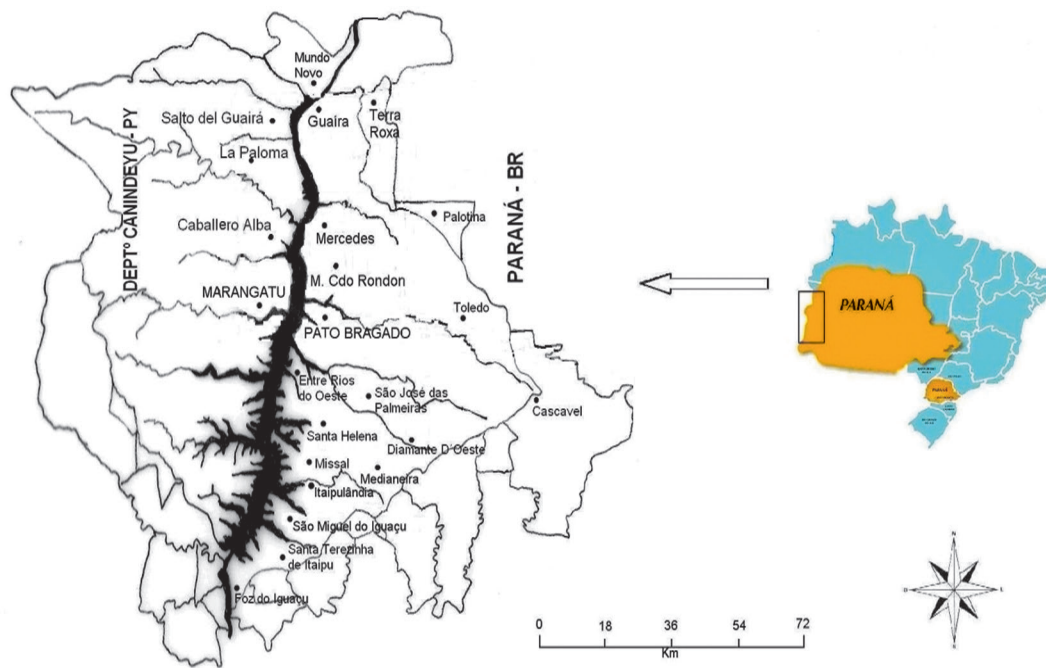 Mundo
Novo
Salto del Guairá
Guaíra
Terra
Roxa
La Paloma
DEPTº CANINDEYU - PY
PARANÁ - BR
Palotina
Caballero Alba
Mercedes
M. Cdo Rondon
MARANGATU
PATO BRAGADO
Toledo
Entre Rios
do Oeste
São José das
Palmeiras
Cascavel
Santa Helena
Diamante D´Oeste
Missal
Medianeira
Itaipulândia
São Miguel do Iguaçu
Santa Terezinha
de Itaipu
Foz do Iguaçu
PARANÁ
PARANÁ
0 18 36 54 72
Km
N
O L
S